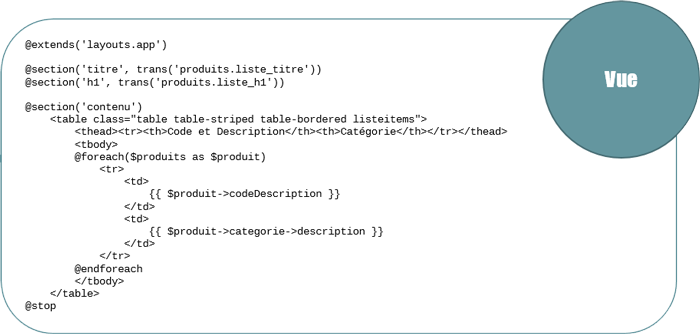 @extends('layouts.app')
@section('titre', trans('produits.liste_titre'))
@section('h1', trans('produits.liste_h1'))
@section('contenu')
<table class="table table-striped table-bordered listeitems">
<thead><tr><th>Code et Description</th><th>Catégorie</th></tr></thead>
<tbody>
@foreach($produits as $produit)
<tr>
<td>
{{ $produit->codeDescription }}
</td>
<td>
{{ $produit->categorie->description }}
</td>
</tr>
@endforeach
</tbody>
</table>
@stop
Vue